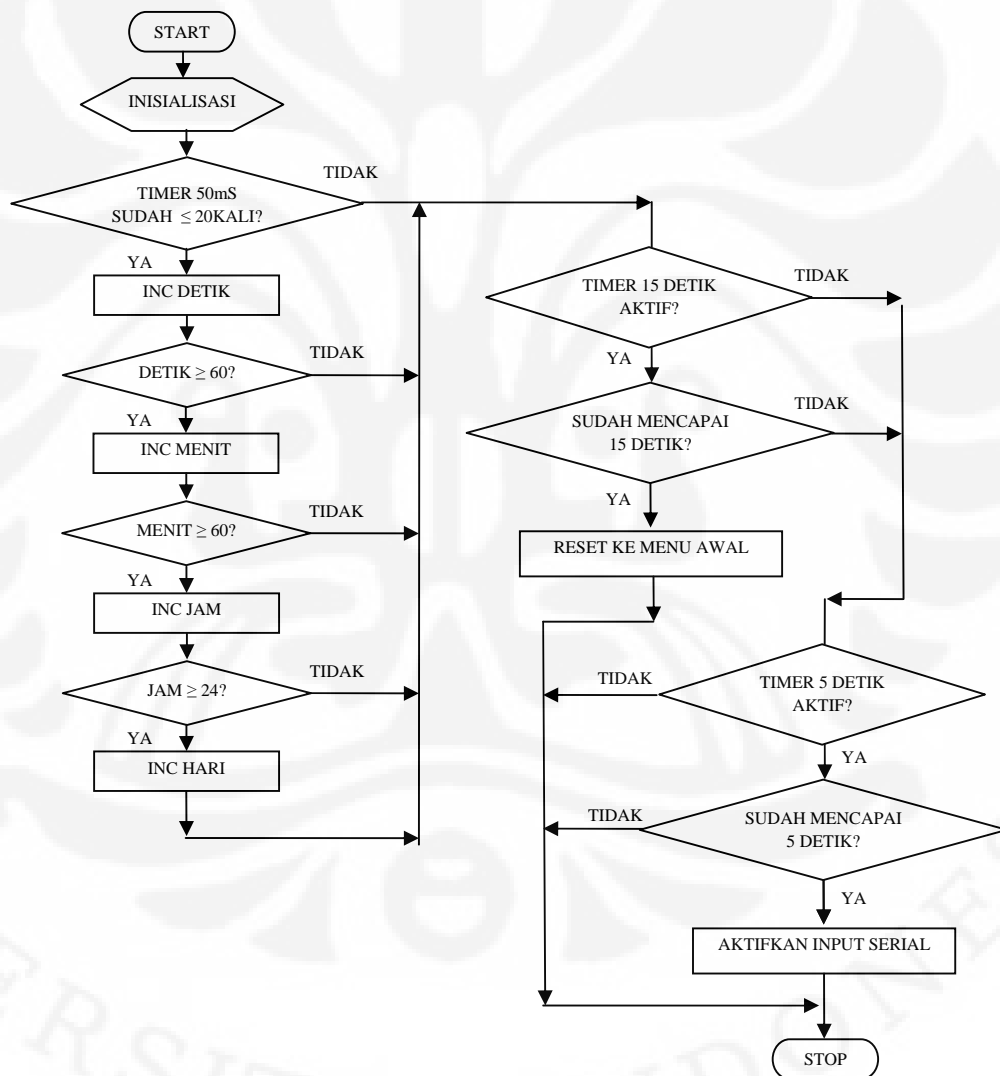 START
INISIALISASI
TIMER 50mS
SUDAH ≤ 20KALI?
TIDAK
YA
INC DETIK
DETIK ≥ 60?
TIDAK
YA
INC MENIT
MENIT ≥ 60?
TIDAK
YA
INC JAM
JAM ≥ 24?
TIDAK
YA
INC HARI
TIMER 15 DETIK
AKTIF?
TIDAK
YA
SUDAH MENCAPAI
15 DETIK?
TIDAK
YA
RESET KE MENU AWAL
TIMER 5 DETIK
AKTIF?
TIDAK
YA
SUDAH MENCAPAI
5 DETIK?
TIDAK
YA
AKTIFKAN INPUT SERIAL
STOP